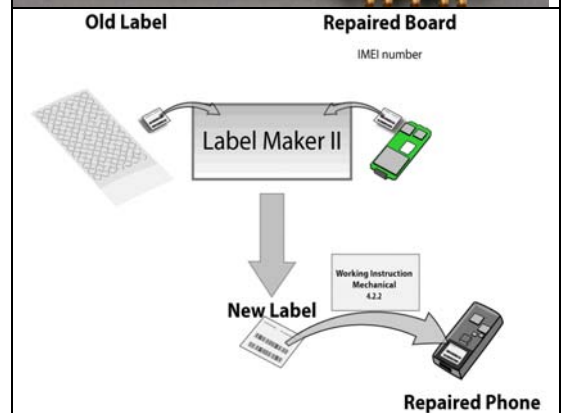 Old Label
Repaired Board
IMEI number
Label Maker II
Working Instruction
Mechanical
4.2.2
New Label
Repaired Phone